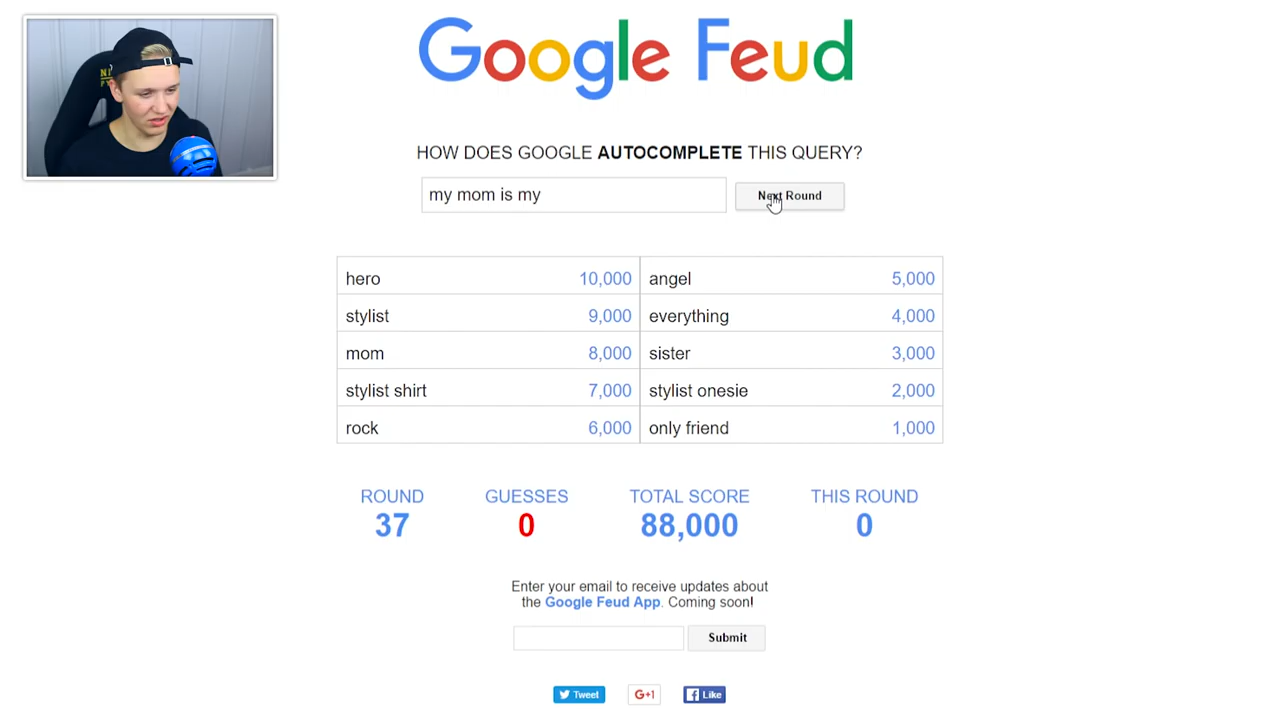 Google Feud
HOW DOES GOOGLE AUTOCOMPLETE THIS QUERY?
my mom is my
Next Round
hero 10,000 angel 5,000
stylist 9,000 everything 4,000
mom 8,000 sister 3,000
stylist shirt 7,000 stylist onesie 2,000
rock 6,000 only friend 1,000
ROUND GUESSES TOTAL SCORE THIS ROUND
37 0 88,000 0
Enter your email to receive updates about
the Google Feud App. Coming soon!
Submit
Tweet G+1 Like